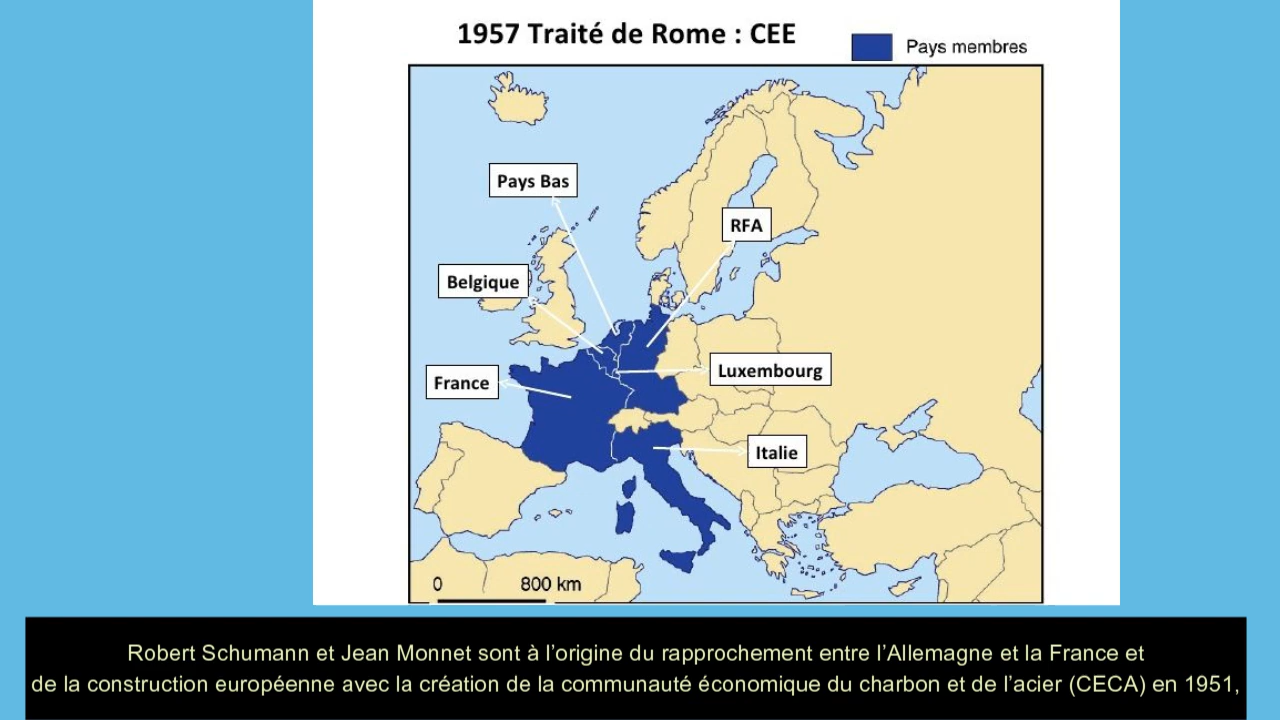 1957 Traité de Rome : CEE
Pays membres
Pays Bas
RFA
Belgique
Luxembourg
France
Italie
0 800 km
Robert Schumann et Jean Monnet sont à l’origine du rapprochement entre l’Allemagne et la France et
de la construction européenne avec la création de la communauté économique du charbon et de l’acier (CECA) en 1951,